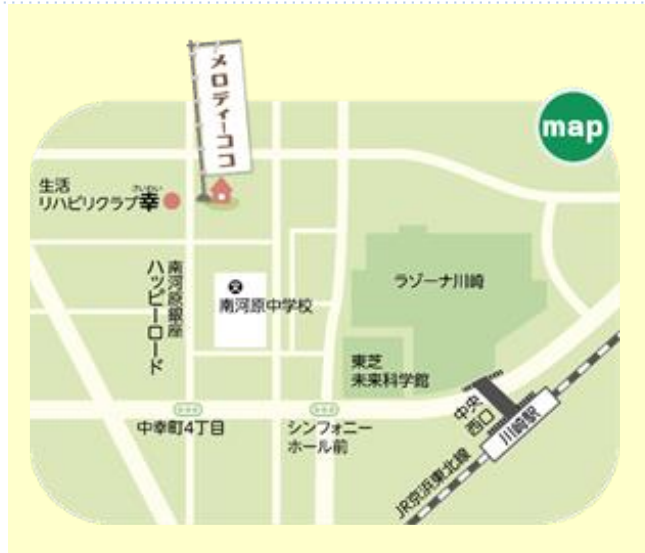 メロディーココ
map
生活
リハビリクラブ幸
さいわい
南河原銀座
ハッピーロード
文
南河原中学校
ラゾーナ川崎
東芝
未来科学館
中央
西口
川崎駅
中幸町4丁目
シンフォニー
ホール前
JR京浜東北線